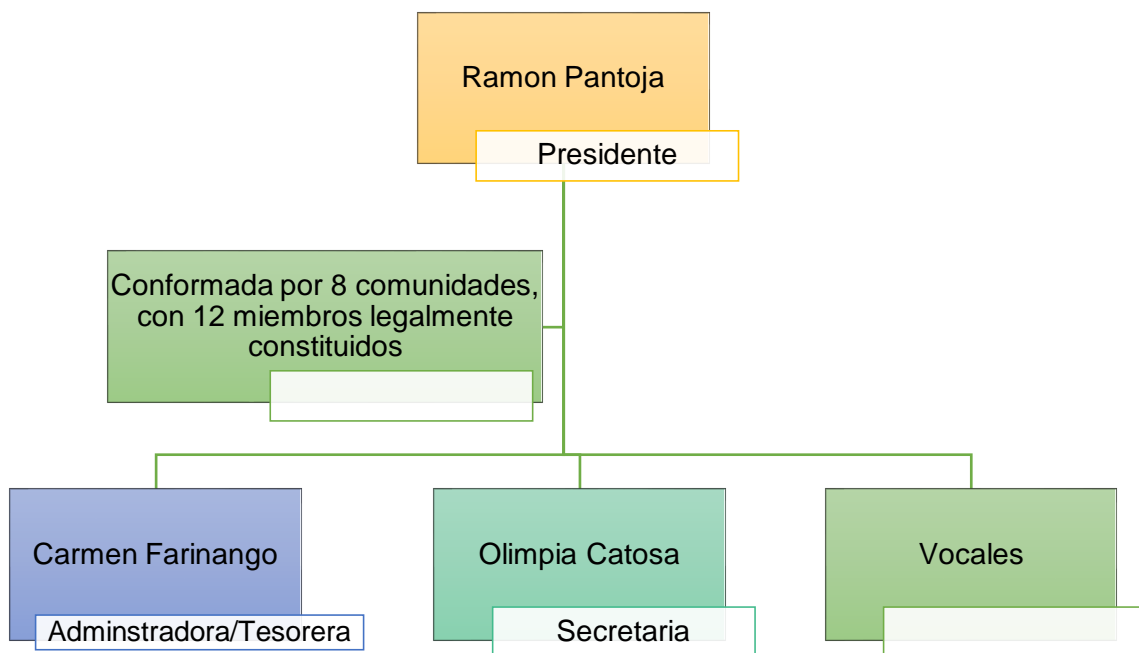 Ramon Pantoja
Presidente
Conformada por 8 comunidades,
con 12 miembros legalmente
constituidos
Carmen Farinango
Adminstradora/Tesorera
Olimpia Catosa
Secretaria
Vocales